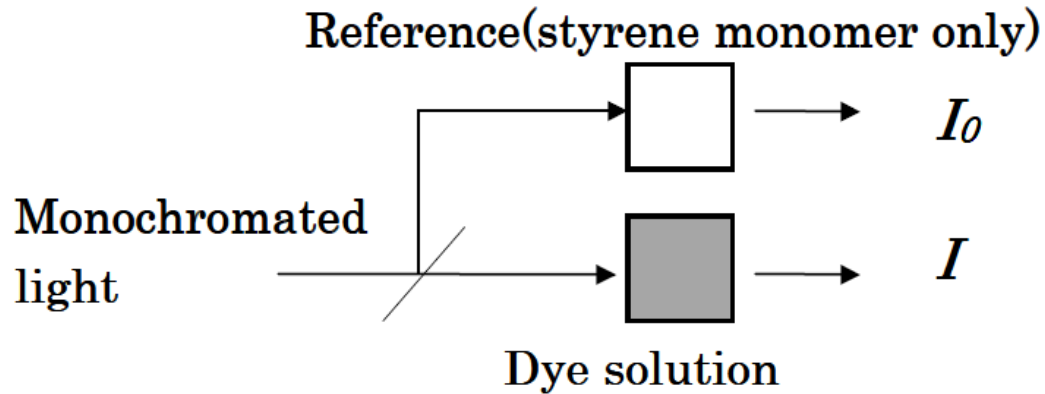 Reference(styrene monomer only)
I₀
Monochromated
light
I
Dye solution